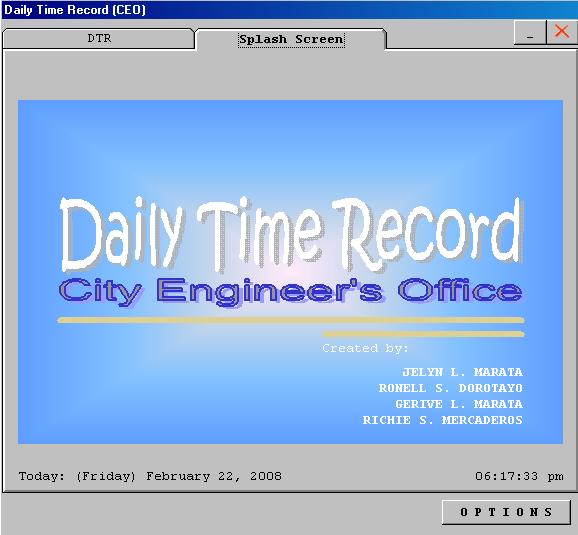 Daily Time Record (CEO)
DTR
Splash Screen
Daily Time Record
City Engineer's Office
Created by:
JELYN L. MARATA
RONELL S. DOROTAYO
GERIVE L. MARATA
RICHIE S. MERCADEROS
Today: (Friday) February 22, 2008 06:17:33 pm
OPTIONS